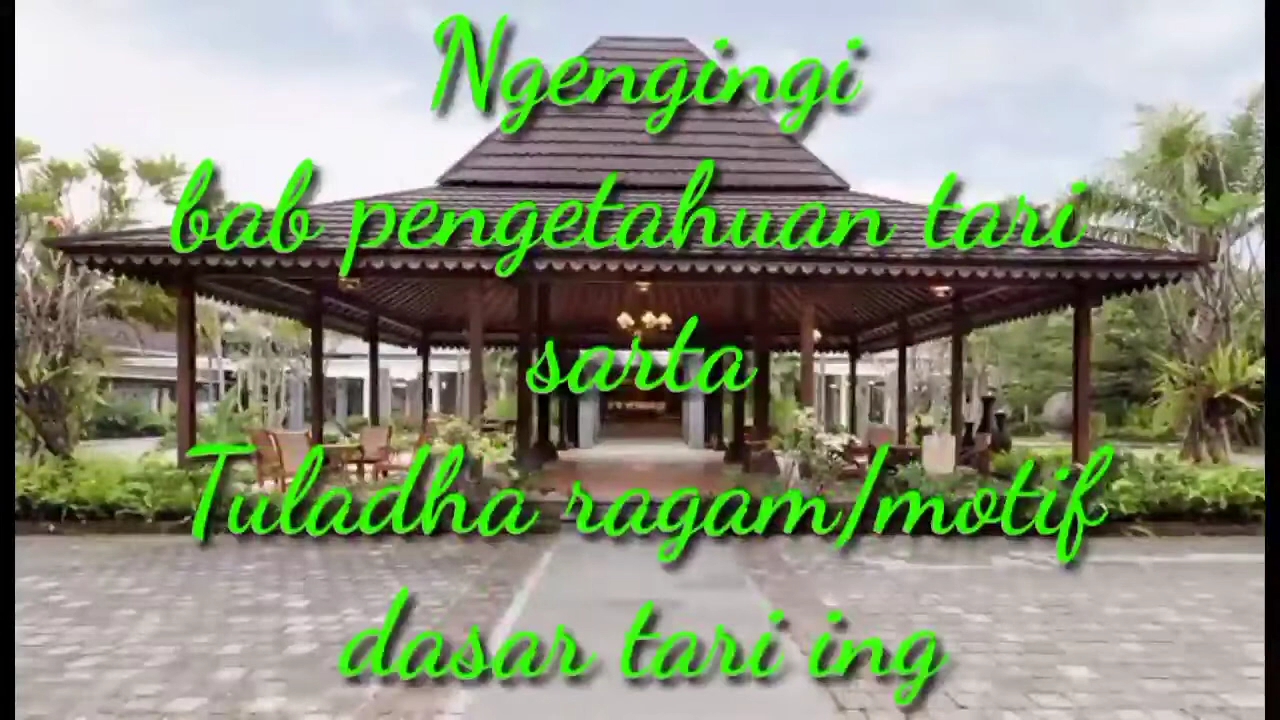 Ngengingi
bab pengetahuan tari
sarta
Tuladha ragam/motif
dasar tari ing